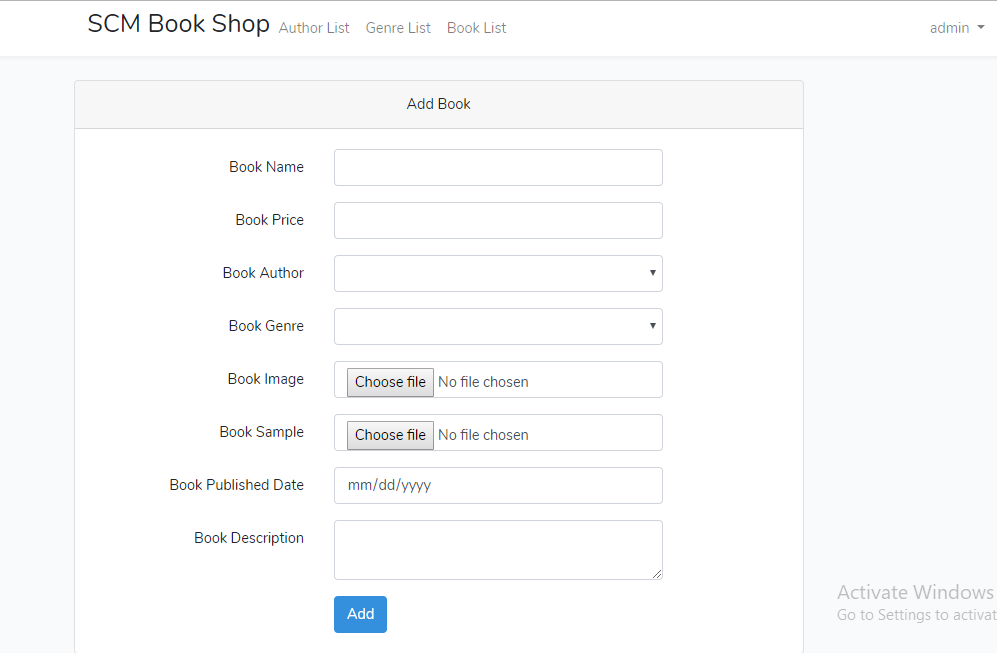 SCM Book Shop Author List Genre List Book List admin
Add Book
Book Name
Book Price
Book Author
Book Genre
Book Image Choose file No file chosen
Book Sample Choose file No file chosen
Book Published Date mm/dd/yyyy
Book Description
Add
Activate Windows
Go to Settings to activat